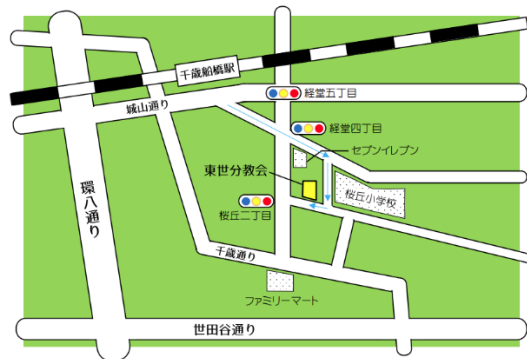 千歳船橋駅
城山通り
経堂五丁目
経堂四丁目
セブンイレブン
東世分教会
桜丘小学校
桜丘二丁目
環八通り
千歳通り
ファミリーマート
世田谷通り